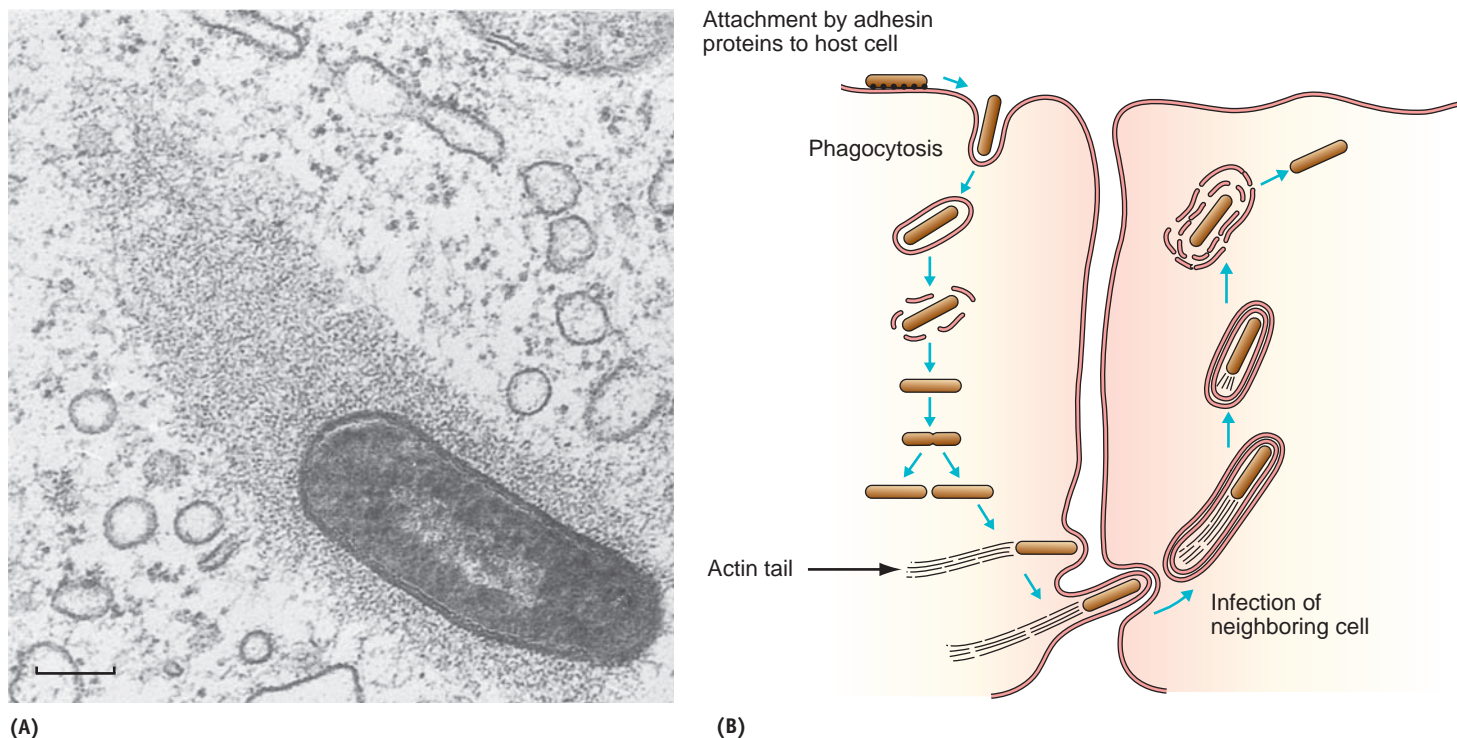 Attachment by adhesin
proteins to host cell
Phagocytosis
Actin tail
Infection of
neighboring cell
(A)
(B)